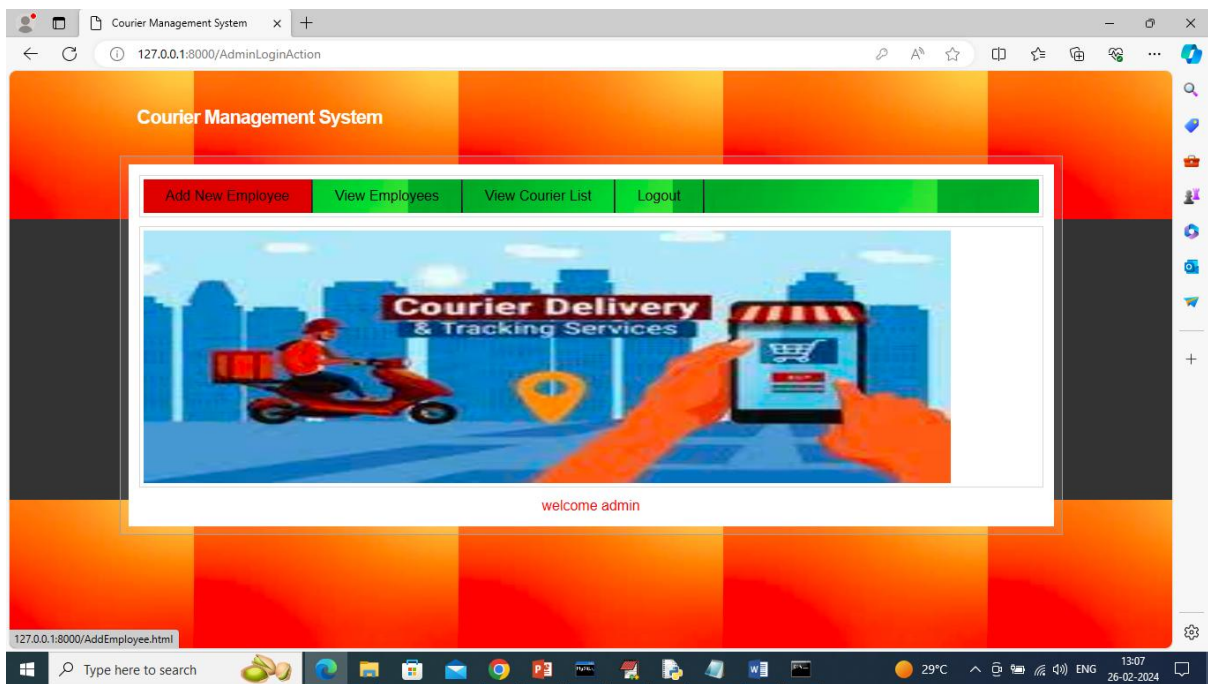 Courier Management System
127.0.0.1:8000/AdminLoginAction
Courier Management System
Add New Employee View Employees View Courier List Logout
Courier Delivery
& Tracking Services
welcome admin
127.0.0.1:8000/AddEmployee.html
Type here to search 29°C ENG 13:07
26-02-2024